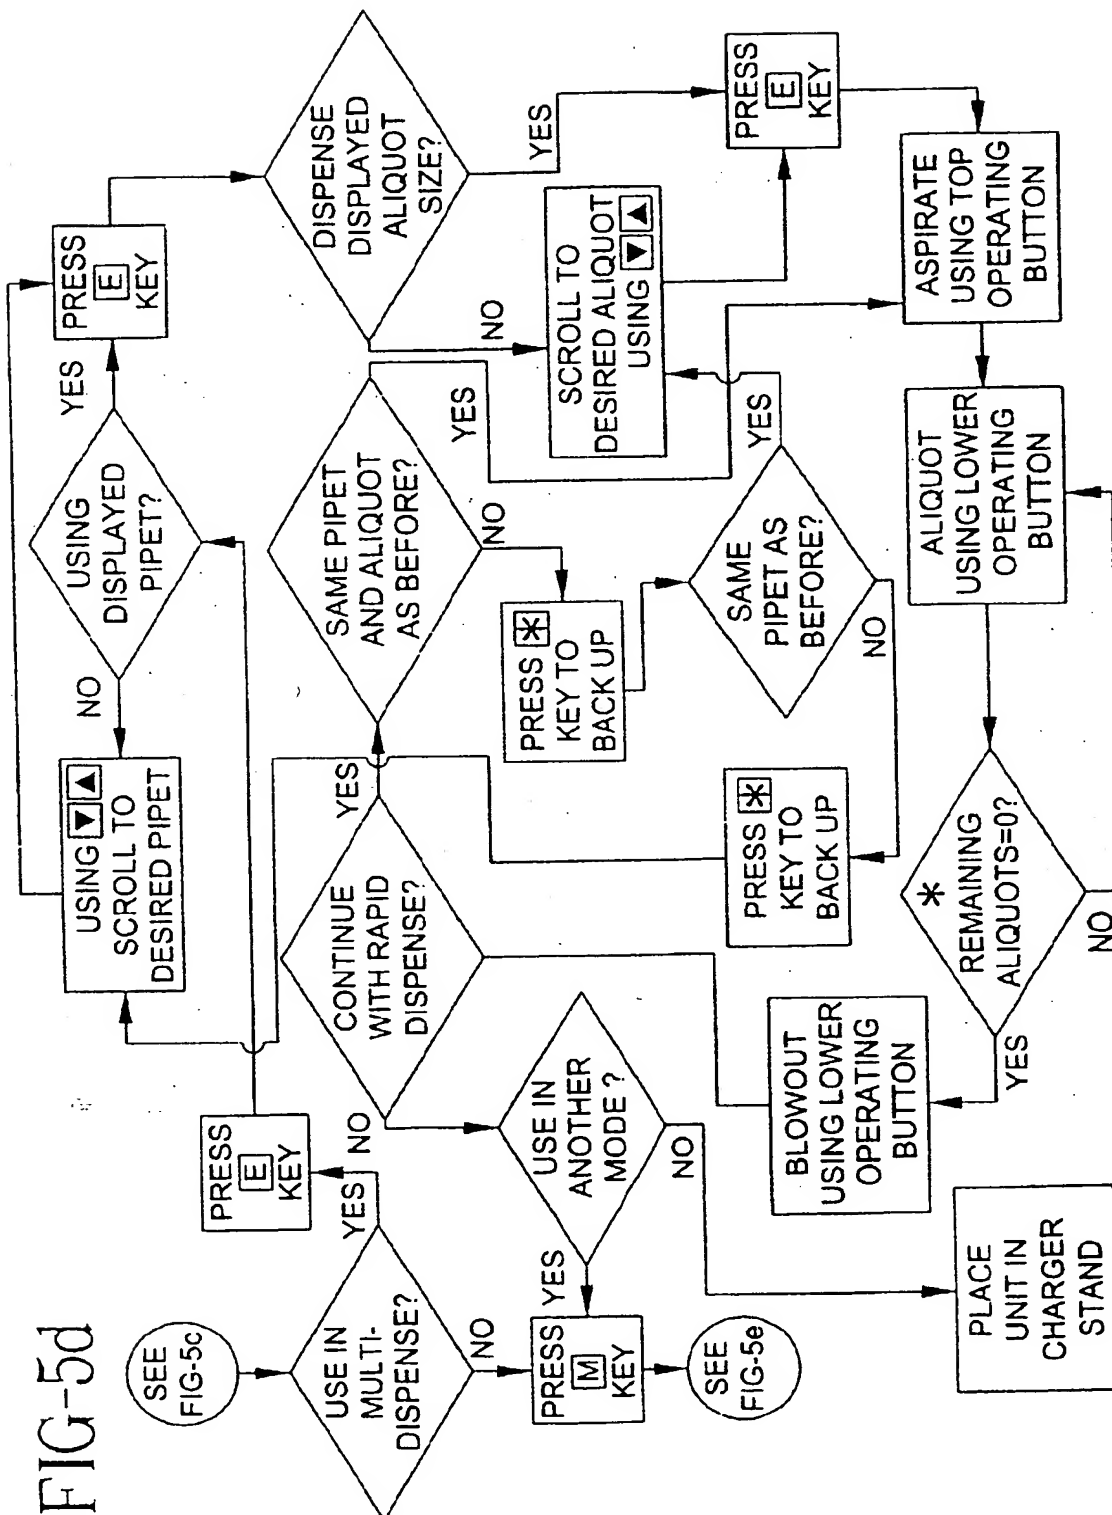 FIG-5d
SEE
FIG-5c
USE IN
MULTI-
DISPENSE?
YES
NO
PRESS
E
KEY
PRESS
M
KEY
SEE
FIG-5e
USING ▼ ▲
SCROLL TO
DESIRED PIPET
NO
USING
DISPLAYED
PIPET?
YES
PRESS
E
KEY
CONTINUE
WITH RAPID
DISPENSE?
YES
NO
SAME PIPET
AND ALIQUOT
AS BEFORE?
YES
NO
DISPENSE
DISPLAYED
ALIQUOT
SIZE?
YES
NO
USE IN
ANOTHER
MODE ?
YES
NO
PRESS *
KEY TO
BACK UP
SCROLL TO
DESIRED ALIQUOT
USING ▼ ▲
PRESS *
KEY TO
BACK UP
SAME
PIPET AS
BEFORE?
YES
NO
PRESS
E
KEY
PLACE
UNIT IN
CHARGER
STAND
BLOWOUT
USING LOWER
OPERATING
BUTTON
YES
*
REMAINING
ALIQUOTS=0?
NO
ALIQUOT
USING LOWER
OPERATING
BUTTON
ASPIRATE
USING TOP
OPERATING
BUTTON